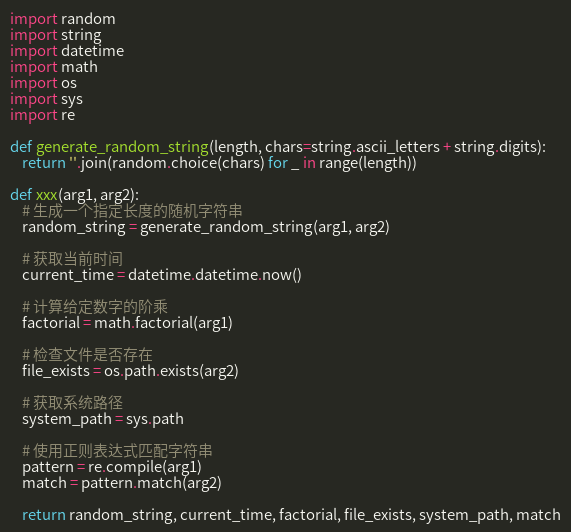 import random
import string
import datetime
import math
import os
import sys
import re
def generate_random_string(length, chars=string.ascii_letters + string.digits):
return ''.join(random.choice(chars) for _ in range(length))
def xxx(arg1, arg2):
# 生成一个指定长度的随机字符串
random_string = generate_random_string(arg1, arg2)
# 获取当前时间
current_time = datetime.datetime.now()
# 计算给定数字的阶乘
factorial = math.factorial(arg1)
# 检查文件是否存在
file_exists = os.path.exists(arg2)
# 获取系统路径
system_path = sys.path
# 使用正则表达式匹配字符串
pattern = re.compile(arg1)
match = pattern.match(arg2)
return random_string, current_time, factorial, file_exists, system_path, match